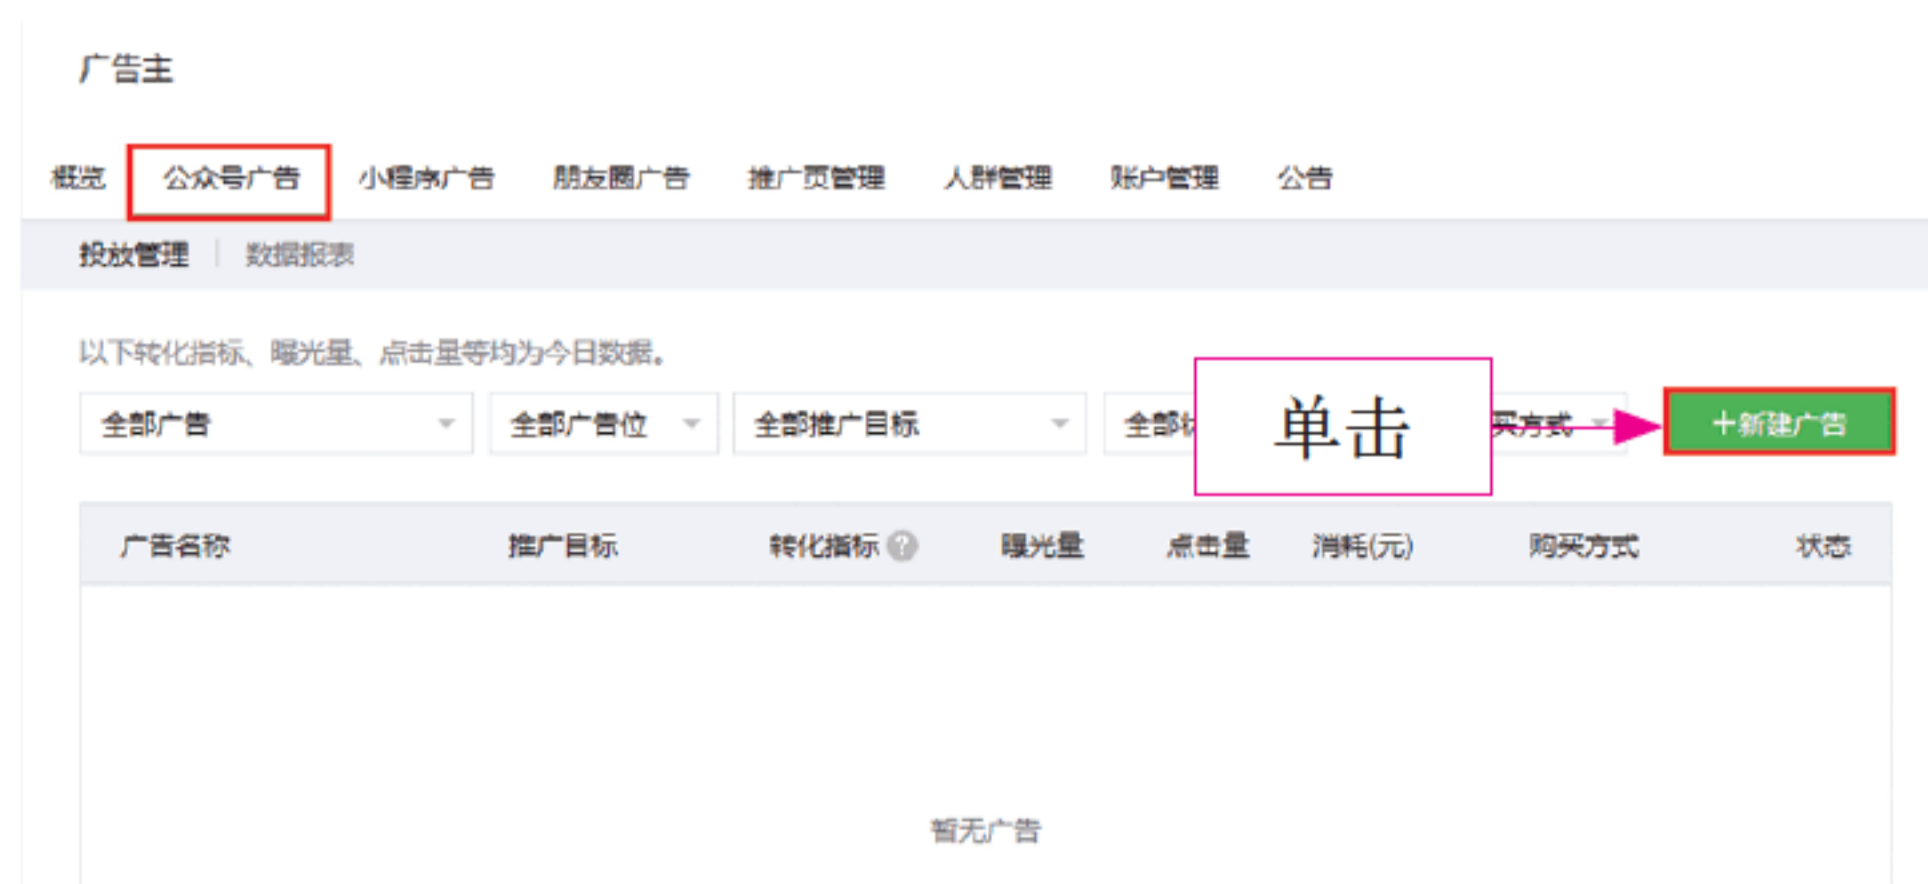 广告主
概览 公众号广告 小程序广告 朋友圈广告 推广页管理 人群管理 账户管理 公告
投放管理 数据报表
以下转化指标、曝光量、点击量等均为今日数据。
全部广告 全部广告位 全部推广目标 全部 单击 买方式 +新建广告
广告名称 推广目标 转化指标 ? 曝光量 点击量 消耗(元) 购买方式 状态
暂无广告